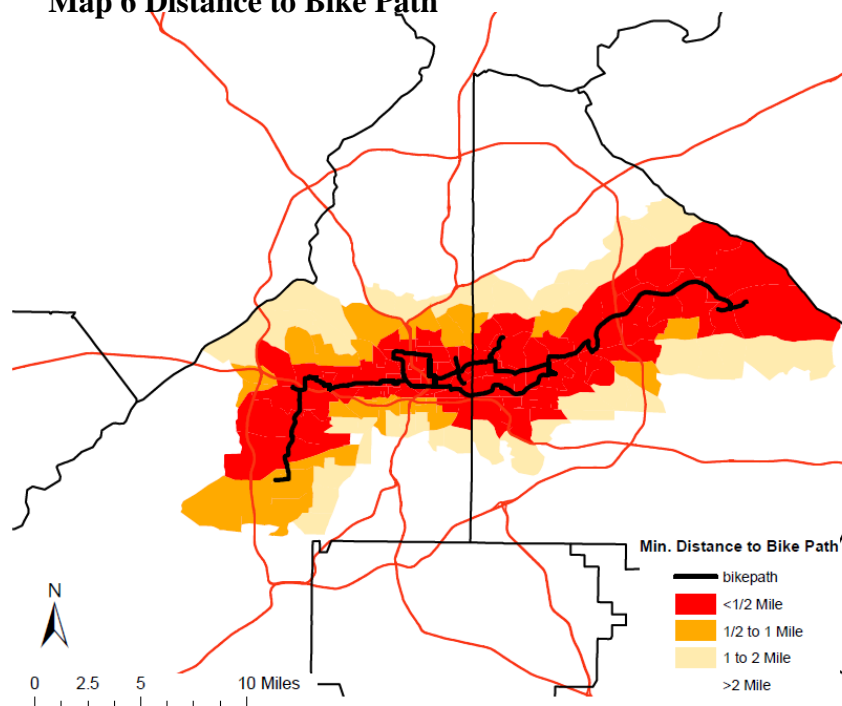 Map 6 Distance to Bike Path
Min. Distance to Bike Path
bikepath
<1/2 Mile
1/2 to 1 Mile
1 to 2 Mile
>2 Mile
N
0 2.5 5 10 Miles